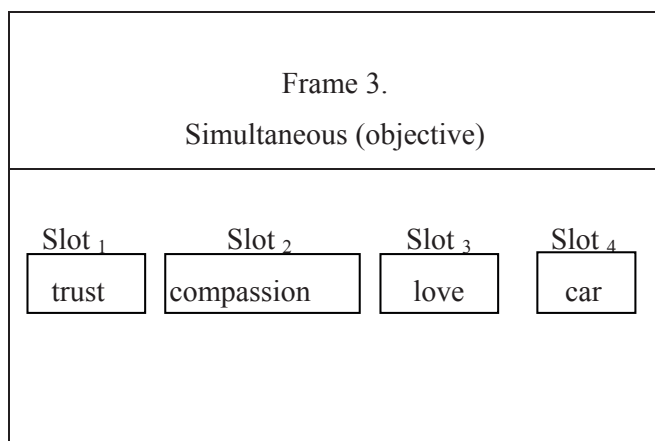 Frame 3.
Simultaneous (objective)
Slot 1 Slot 2 Slot 3 Slot 4
trust compassion love car